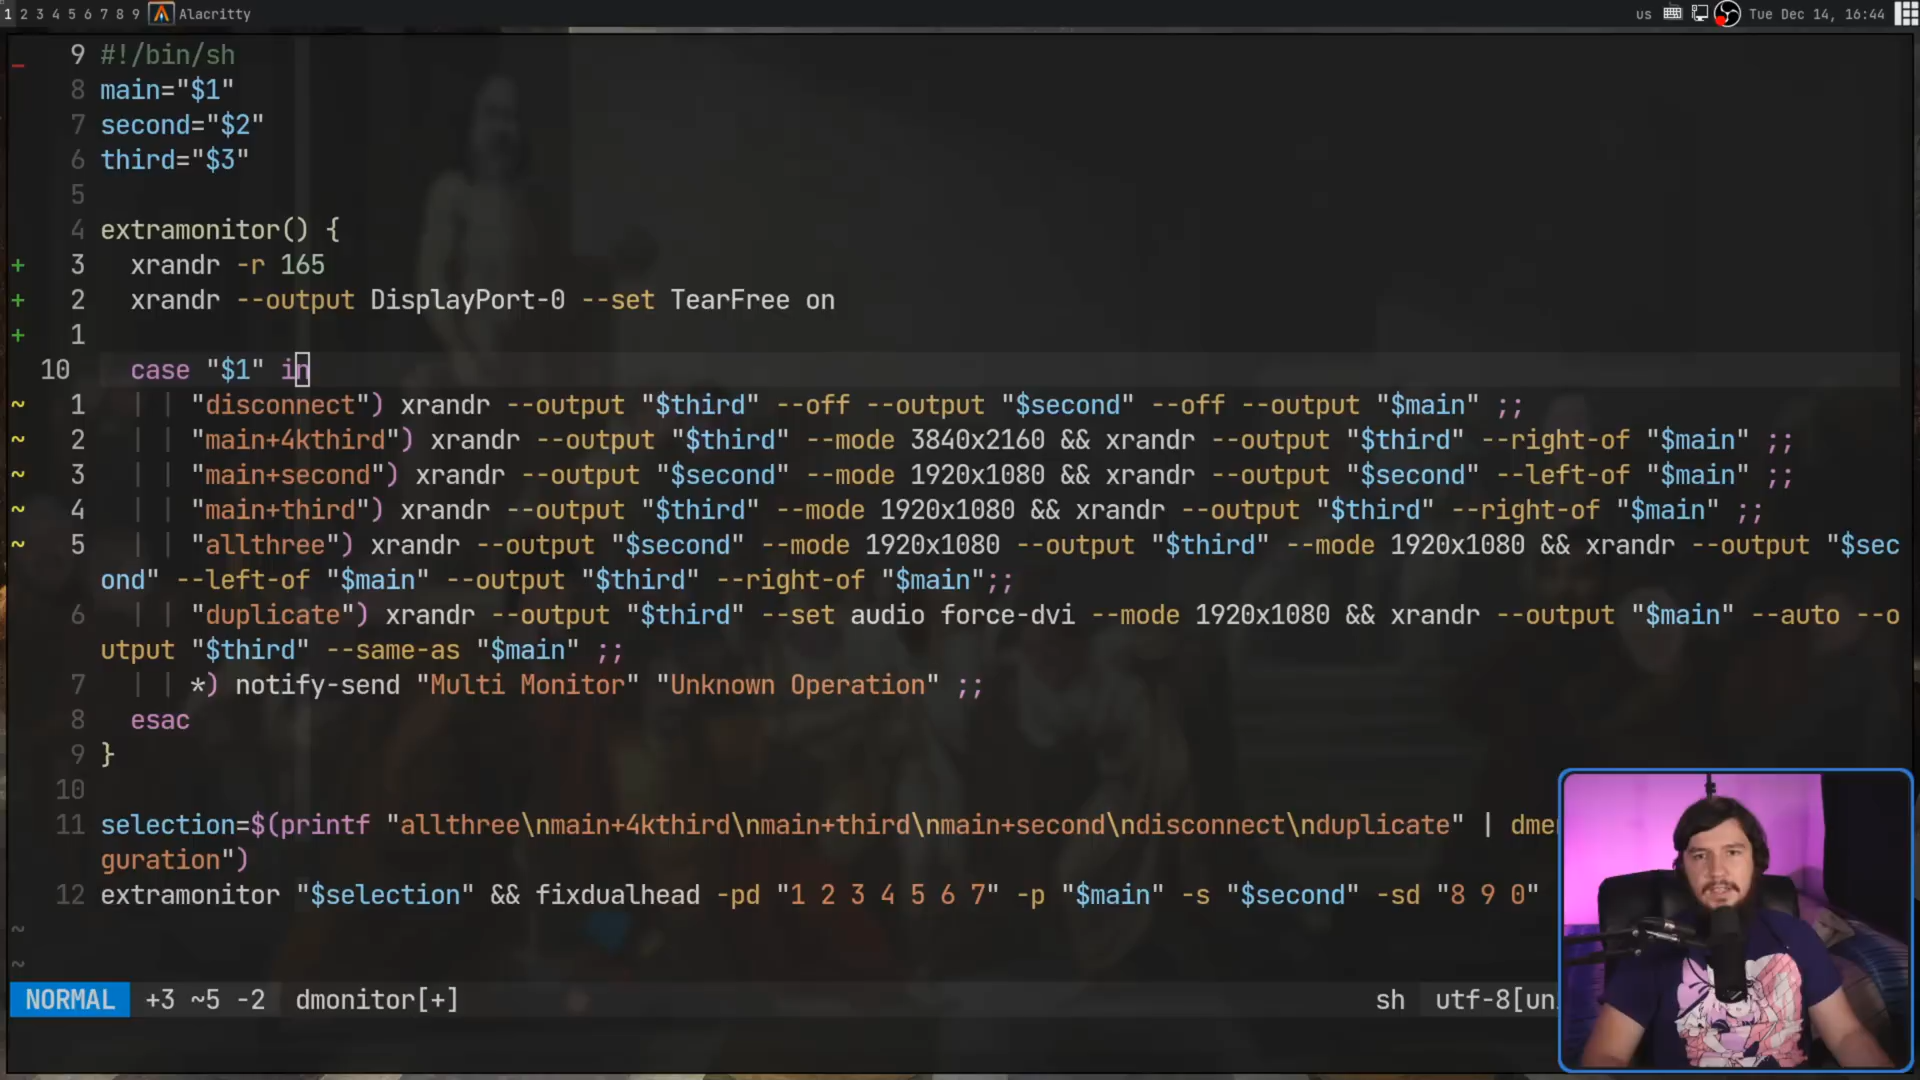 1 2 3 4 5 6 7 8 9 Alacritty us Tue Dec 14, 16:44
9 #!/bin/sh
8 main="$1"
7 second="$2"
6 third="$3"
5
4 extramonitor() {
+ 3 xrandr -r 165
+ 2 xrandr --output DisplayPort-0 --set TearFree on
+ 1
10 case "$1" in
~ 1 | | "disconnect") xrandr --output "$third" --off --output "$second" --off --output "$main" ;;
~ 2 | | "main+4kthird") xrandr --output "$third" --mode 3840x2160 && xrandr --output "$third" --right-of "$main" ;;
~ 3 | | "main+second") xrandr --output "$second" --mode 1920x1080 && xrandr --output "$second" --left-of "$main" ;;
~ 4 | | "main+third") xrandr --output "$third" --mode 1920x1080 && xrandr --output "$third" --right-of "$main" ;;
~ 5 | | "allthree") xrandr --output "$second" --mode 1920x1080 --output "$third" --mode 1920x1080 && xrandr --output "$sec
ond" --left-of "$main" --output "$third" --right-of "$main";;
6 | | "duplicate") xrandr --output "$third" --set audio force-dvi --mode 1920x1080 && xrandr --output "$main" --auto --o
utput "$third" --same-as "$main" ;;
7 | | *) notify-send "Multi Monitor" "Unknown Operation" ;;
8 esac
9 }
10
11 selection=$(printf "allthree\nmain+4kthird\nmain+third\nmain+second\ndisconnect\nduplicate" | dme
guration")
12 extramonitor "$selection" && fixdualhead -pd "1 2 3 4 5 6 7" -p "$main" -s "$second" -sd "8 9 0"
~
~
NORMAL +3 ~5 -2 dmonitor[+] sh utf-8[un